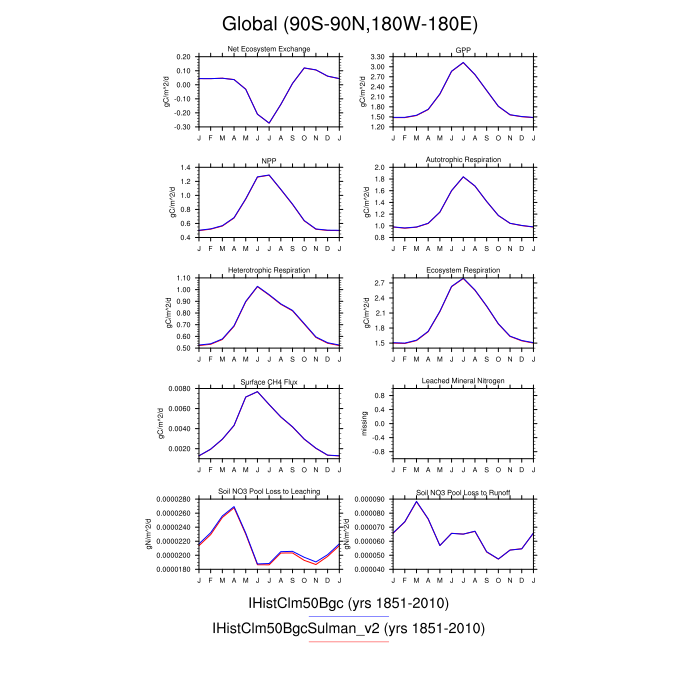 Global (90S-90N,180W-180E)
Net Ecosystem Exchange
gC/m^2/d
0.20
0.10
0.00
-0.10
-0.20
-0.30
J F M A M J J A S O N D J
GPP
gC/m^2/d
3.30
3.00
2.70
2.40
2.10
1.80
1.50
1.20
J F M A M J J A S O N D J
NPP
gC/m^2/d
1.4
1.2
1.0
0.8
0.6
0.4
J F M A M J J A S O N D J
Autotrophic Respiration
gC/m^2/d
2.0
1.8
1.6
1.4
1.2
1.0
0.8
J F M A M J J A S O N D J
Heterotrophic Respiration
gC/m^2/d
1.10
1.00
0.90
0.80
0.70
0.60
0.50
J F M A M J J A S O N D J
Ecosystem Respiration
gC/m^2/d
2.7
2.4
2.1
1.8
1.5
J F M A M J J A S O N D J
Surface CH4 Flux
gC/m^2/d
0.0080
0.0060
0.0040
0.0020
J F M A M J J A S O N D J
Leached Mineral Nitrogen
missing
0.8
0.4
-0.0
-0.4
-0.8
J F M A M J J A S O N D J
Soil NO3 Pool Loss to Leaching
gN/m^2/d
0.0000280
0.0000260
0.0000240
0.0000220
0.0000200
0.0000180
J F M A M J J A S O N D J
Soil NO3 Pool Loss to Runoff
gN/m^2/d
0.000090
0.000080
0.000070
0.000060
0.000050
0.000040
J F M A M J J A S O N D J
IHistClm50Bgc (yrs 1851-2010)
IHistClm50BgcSulman_v2 (yrs 1851-2010)